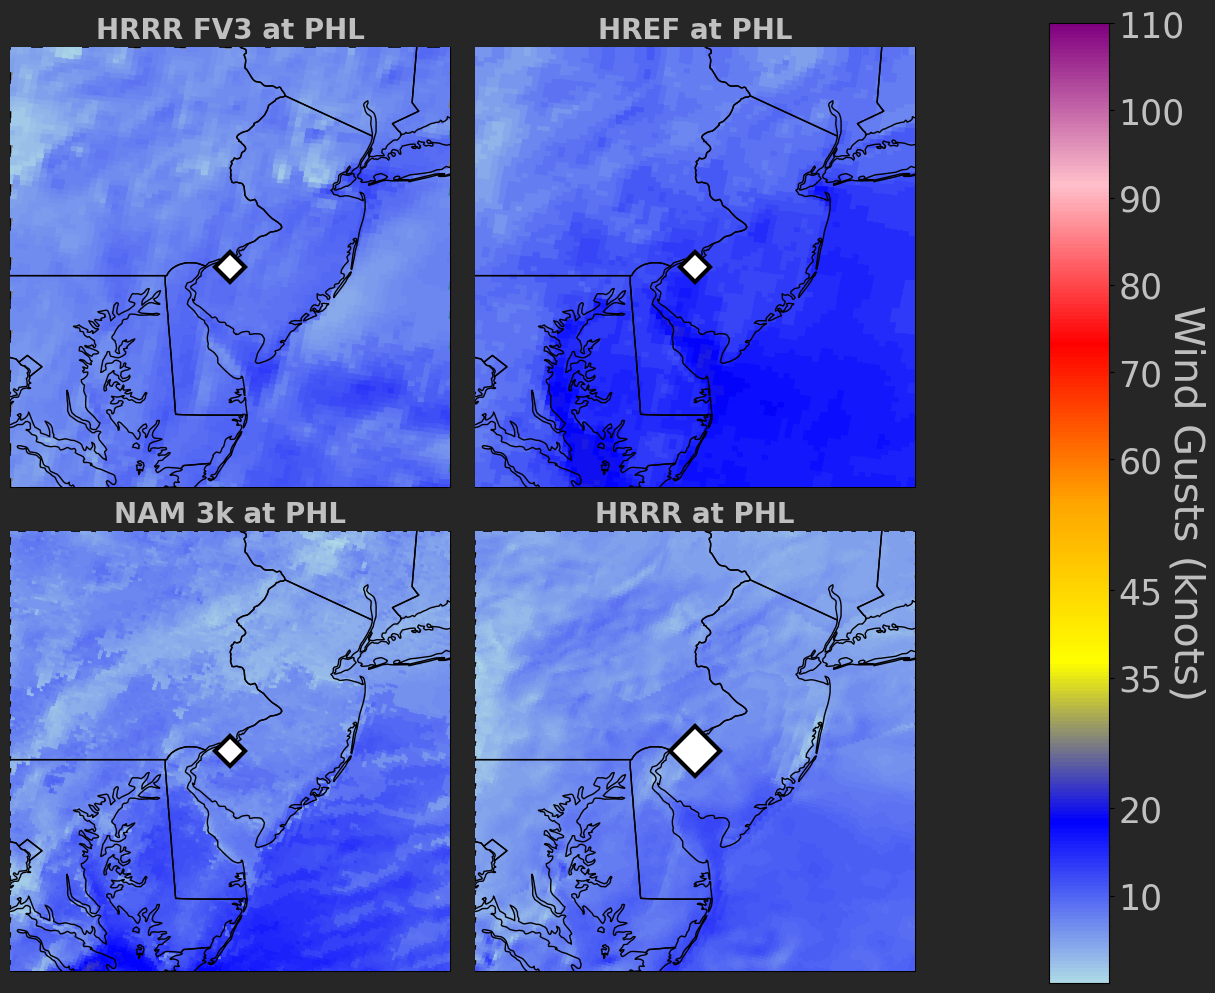 HRRR FV3 at PHL
HREF at PHL
NAM 3k at PHL
HRRR at PHL
110
100
90
80
70
60
45
35
20
10
Wind Gusts (knots)